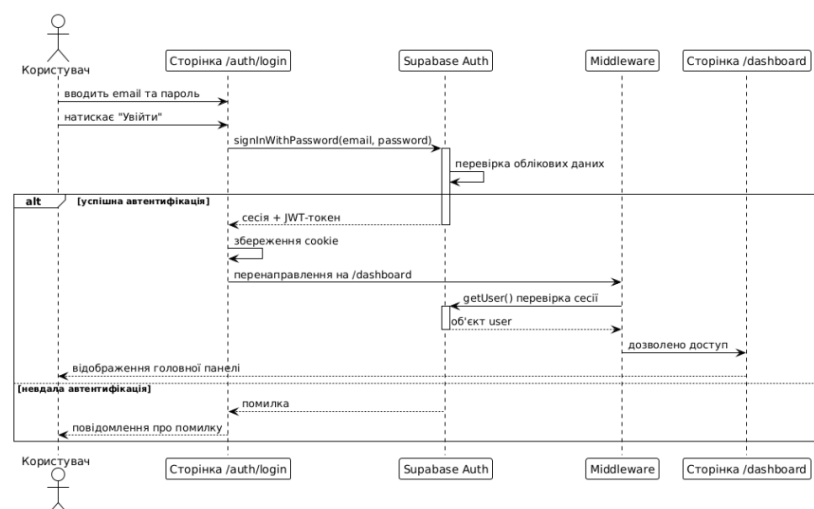 Користувач
Сторінка /auth/login
Supabase Auth
Middleware
Сторінка /dashboard
вводить email та пароль
натискає "Увійти"
signInWithPassword(email, password)
перевірка облікових даних
alt
[успішна автентифікація]
сесія + JWT-токен
збереження cookie
перенаправлення на /dashboard
getUser() перевірка сесії
об'єкт user
дозволено доступ
відображення головної панелі
[невдала автентифікація]
помилка
повідомлення про помилку
Користувач
Сторінка /auth/login
Supabase Auth
Middleware
Сторінка /dashboard